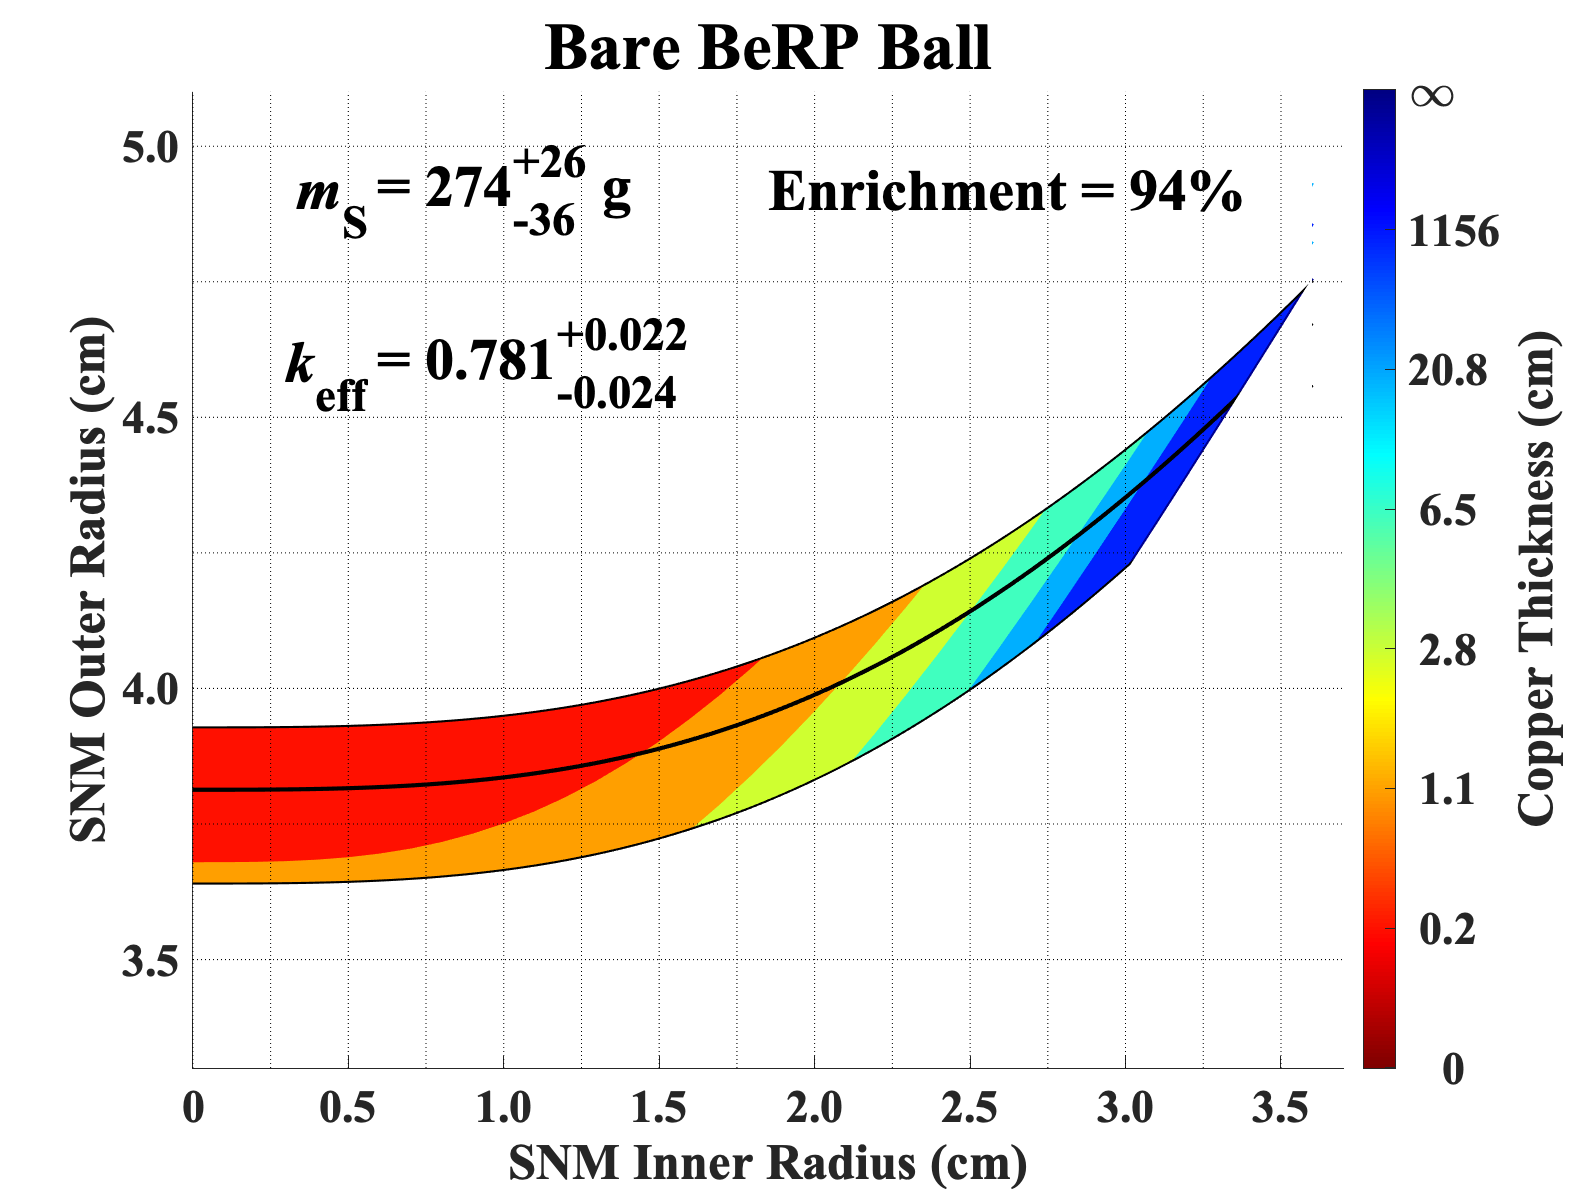 Bare BeRP Ball
m_S = 274 +26 -36 g
Enrichment = 94%
k_eff = 0.781 +0.022 -0.024
SNM Outer Radius (cm)
5.0
4.5
4.0
3.5
0 0.5 1.0 1.5 2.0 2.5 3.0 3.5
SNM Inner Radius (cm)
∞
1156
20.8
6.5
2.8
1.1
0.2
0
Copper Thickness (cm)